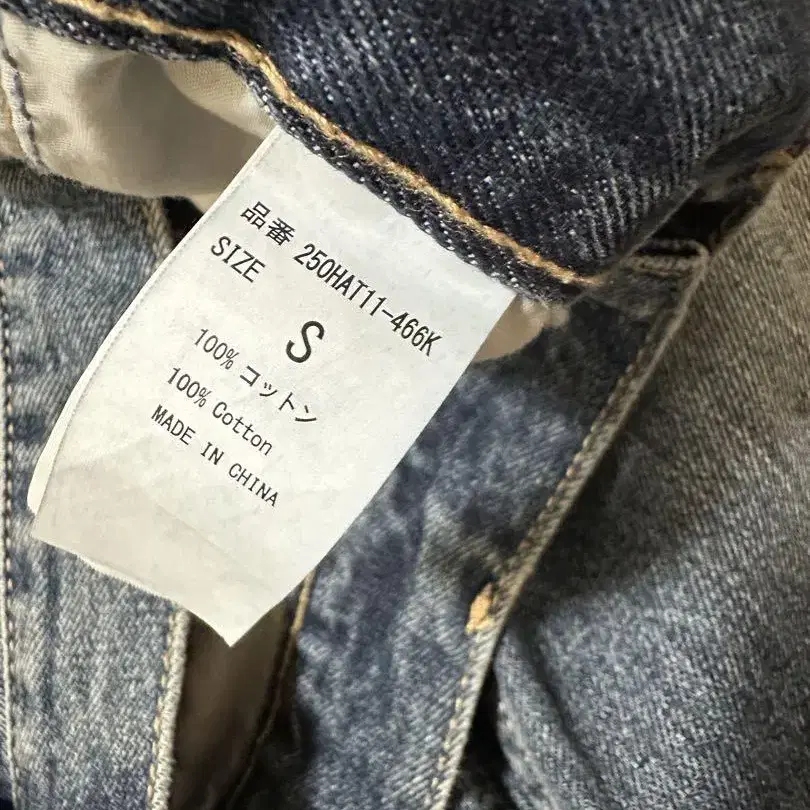 品番 250HAT11-466K
SIZE
S
100% コットン
100% Cotton
MADE IN CHINA